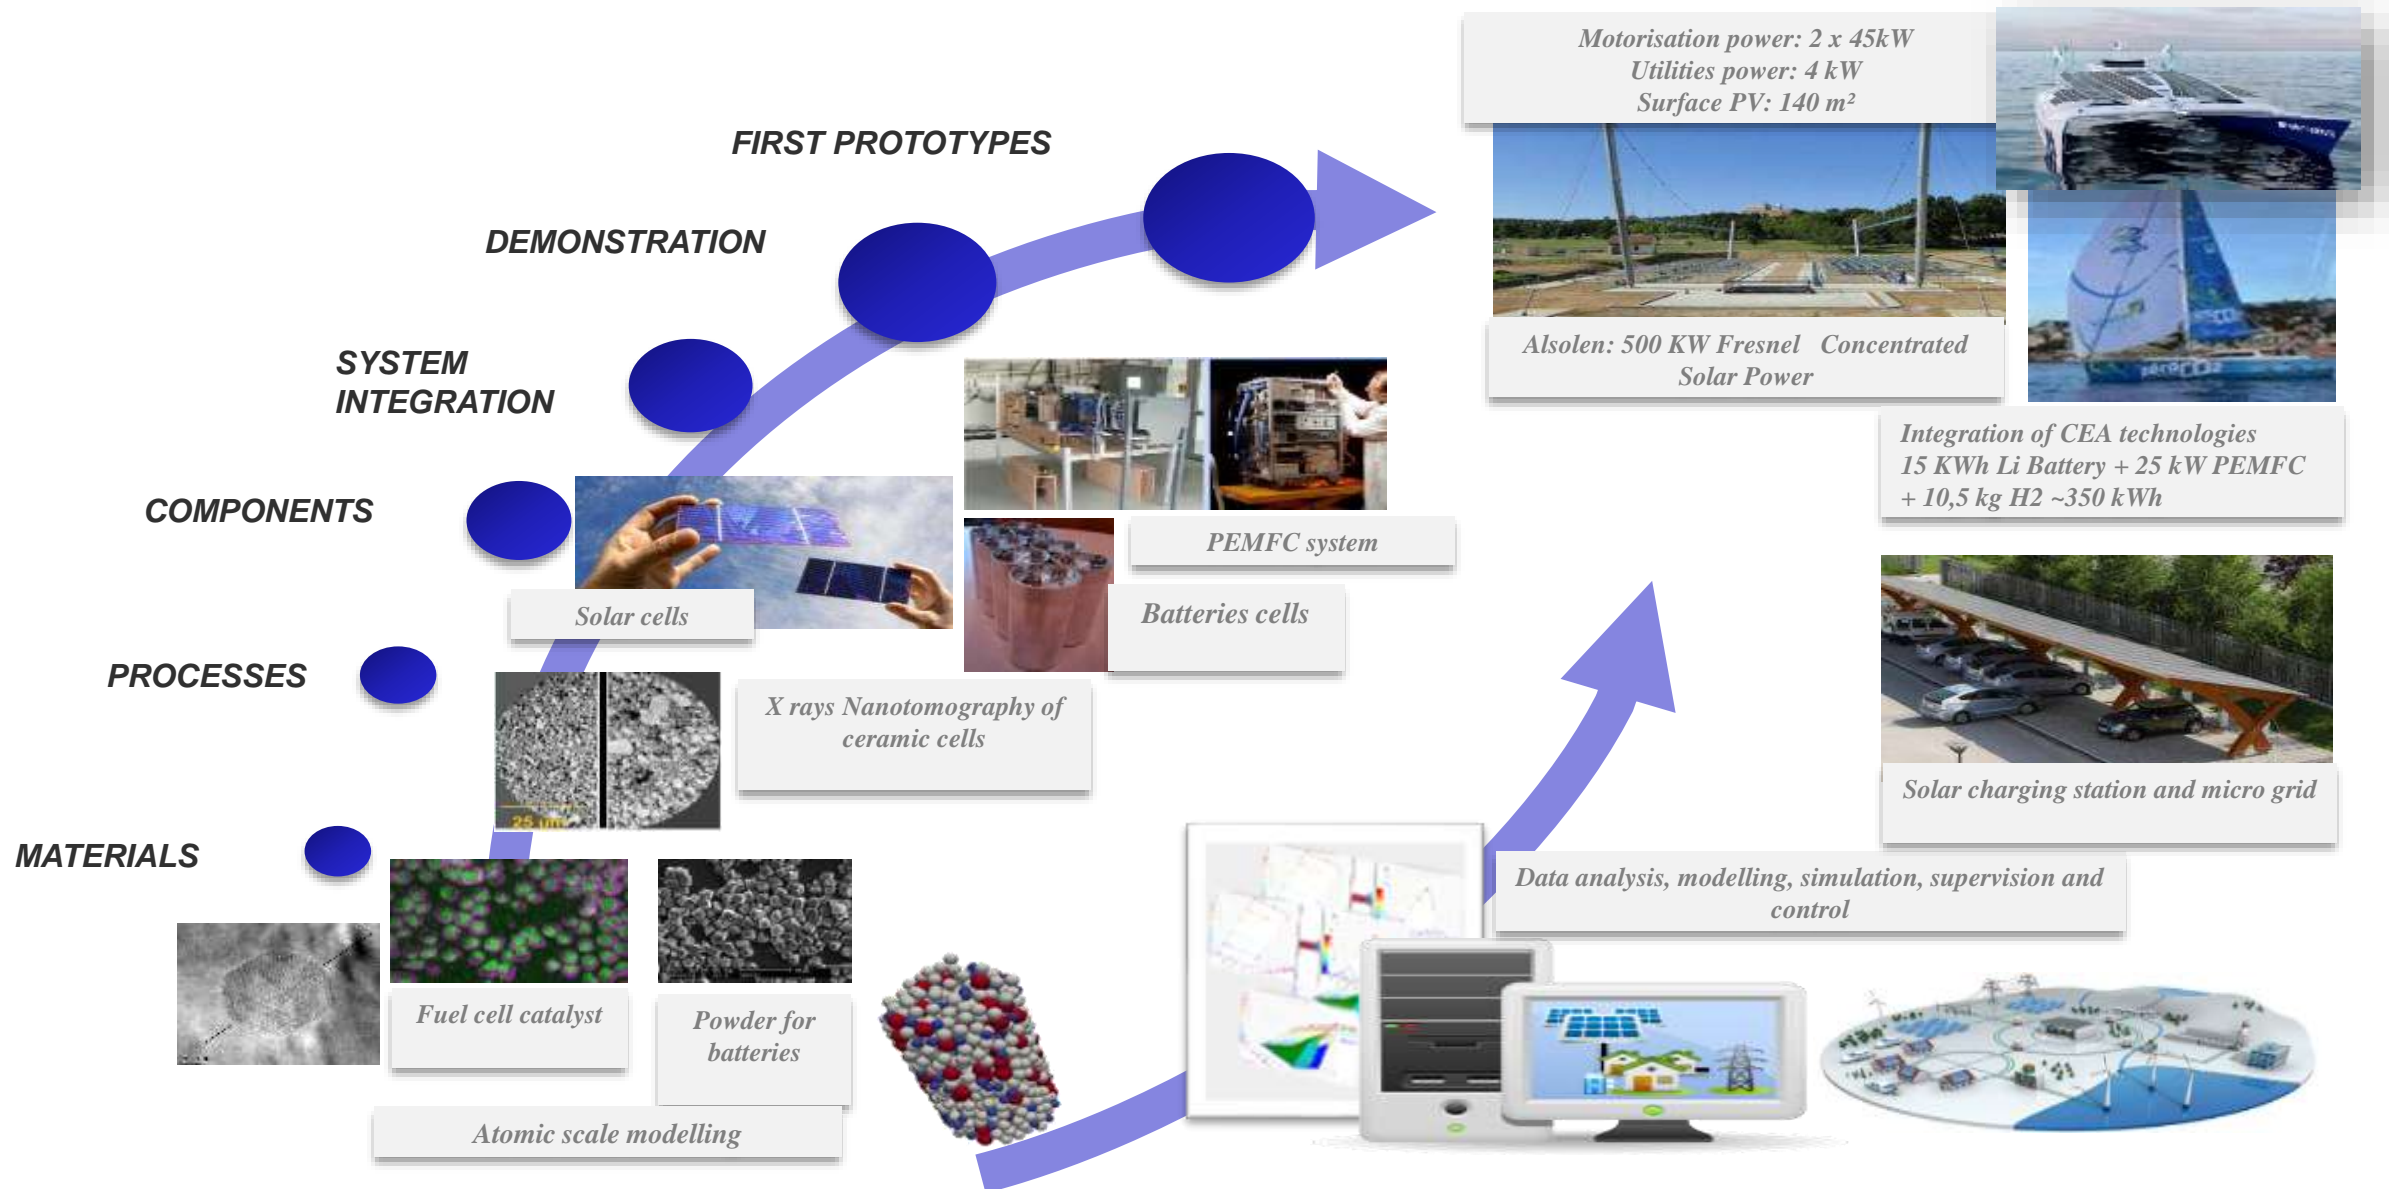 Motorisation power: 2 x 45kW
Utilities power: 4 kW
Surface PV: 140 m²
FIRST PROTOTYPES
DEMONSTRATION
SYSTEM
INTEGRATION
Alsolen: 500 KW Fresnel Concentrated
Solar Power
zeroCO2
Integration of CEA technologies
15 KWh Li Battery + 25 kW PEMFC
+ 10,5 kg H2 ~350 kWh
COMPONENTS
PEMFC system
Solar cells
Batteries cells
PROCESSES
X rays Nanotomography of
ceramic cells
25 µm
Solar charging station and micro grid
MATERIALS
Data analysis, modelling, simulation, supervision and
control
Fuel cell catalyst
Powder for
batteries
Atomic scale modelling